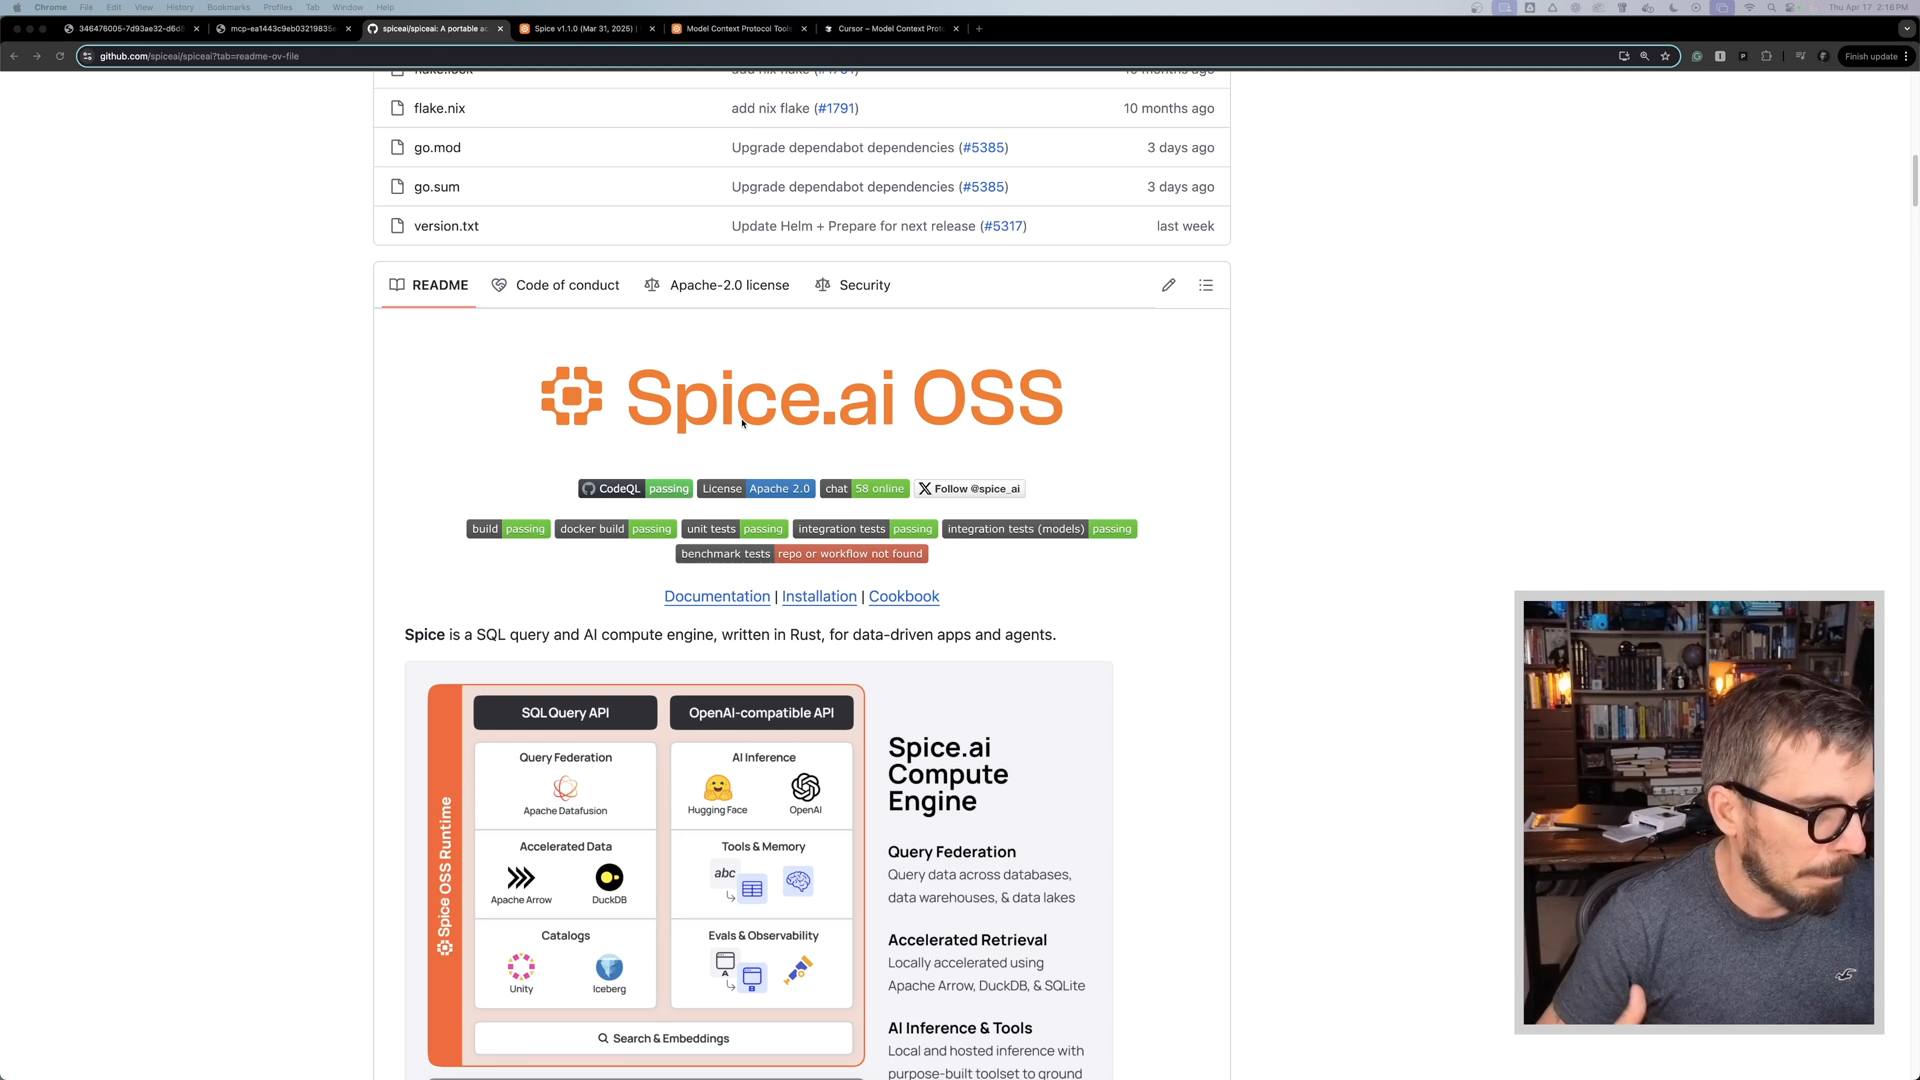 Chrome File Edit View History Bookmarks Profiles Tab Window Help Thu Apr 17 2:16 PM
346476005-7d93ae32-d6d8 mcp-ea1443c9eb03219835e spiceai/spiceai: A portable ac Spice v1.1.0 (Mar 31, 2025) | Model Context Protocol Tools Cursor – Model Context Proto
github.com/spiceai/spiceai?tab=readme-ov-file Finish update
flake.nix add nix flake (#1791) 10 months ago
go.mod Upgrade dependabot dependencies (#5385) 3 days ago
go.sum Upgrade dependabot dependencies (#5385) 3 days ago
version.txt Update Helm + Prepare for next release (#5317) last week
README Code of conduct Apache-2.0 license Security
Spice.ai OSS
CodeQL passing License Apache 2.0 chat 58 online Follow @spice_ai
build passing docker build passing unit tests passing integration tests passing integration tests (models) passing
benchmark tests repo or workflow not found
Documentation | Installation | Cookbook
Spice is a SQL query and AI compute engine, written in Rust, for data-driven apps and agents.
Spice OSS Runtime
SQL Query API OpenAI-compatible API
Query Federation AI Inference
Apache Datafusion Hugging Face OpenAI
Accelerated Data Tools & Memory
abc
Apache Arrow DuckDB
Catalogs Evals & Observability
A
B
Unity Iceberg
Search & Embeddings
Spice.ai
Compute
Engine
Query Federation
Query data across databases,
data warehouses, & data lakes
Accelerated Retrieval
Locally accelerated using
Apache Arrow, DuckDB, & SQLite
AI Inference & Tools
Local and hosted inference with
purpose-built toolset to ground